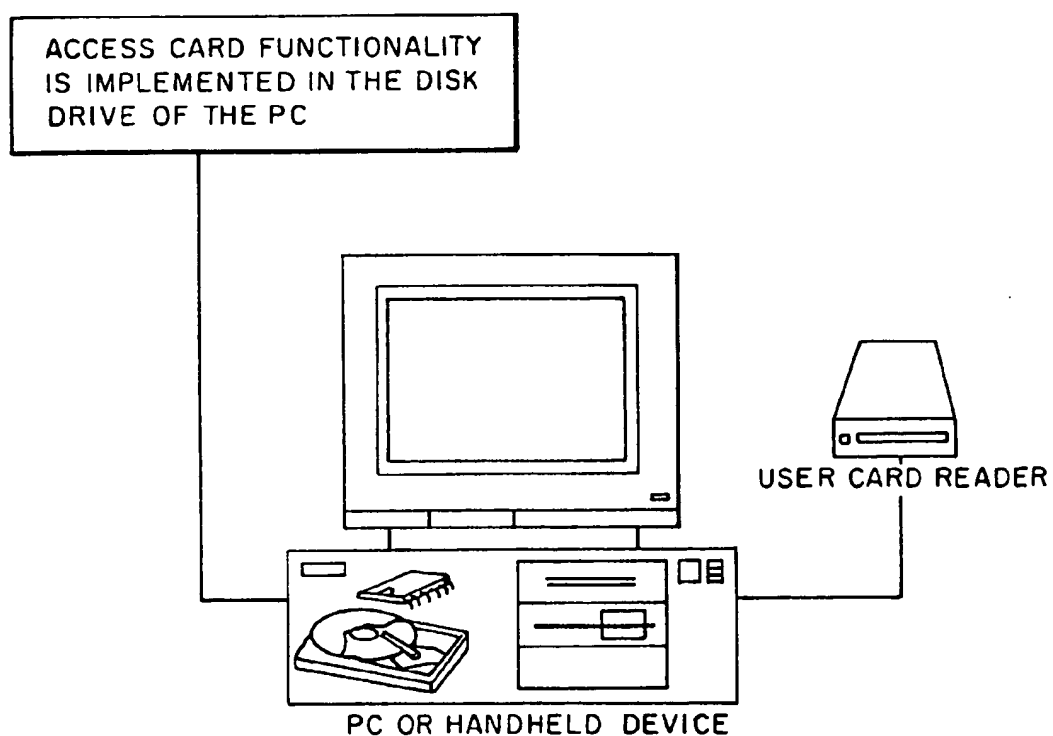 ACCESS CARD FUNCTIONALITY
IS IMPLEMENTED IN THE DISK
DRIVE OF THE PC
USER CARD READER
PC OR HANDHELD DEVICE